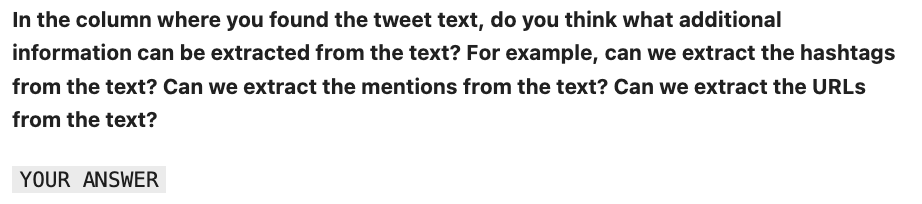 In the column where you found the tweet text, do you think what additional
information can be extracted from the text? For example, can we extract the hashtags
from the text? Can we extract the mentions from the text? Can we extract the URLs
from the text?
YOUR ANSWER